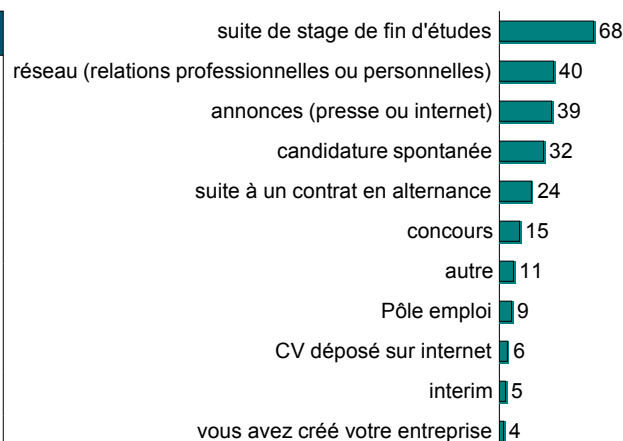 suite de stage de fin d'études 68
réseau (relations professionnelles ou personnelles) 40
annonces (presse ou internet) 39
candidature spontanée 32
suite à un contrat en alternance 24
concours 15
autre 11
Pôle emploi 9
CV déposé sur internet 6
interim 5
vous avez créé votre entreprise 4